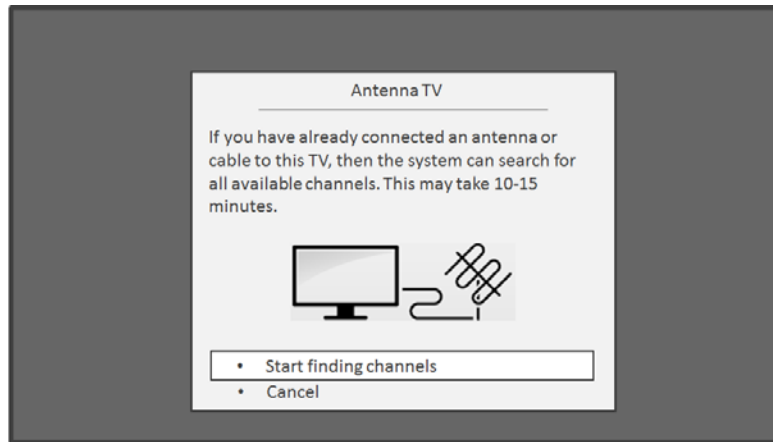 Antenna TV
If you have already connected an antenna or
cable to this TV, then the system can search for
all available channels. This may take 10-15
minutes.
• Start finding channels
• Cancel